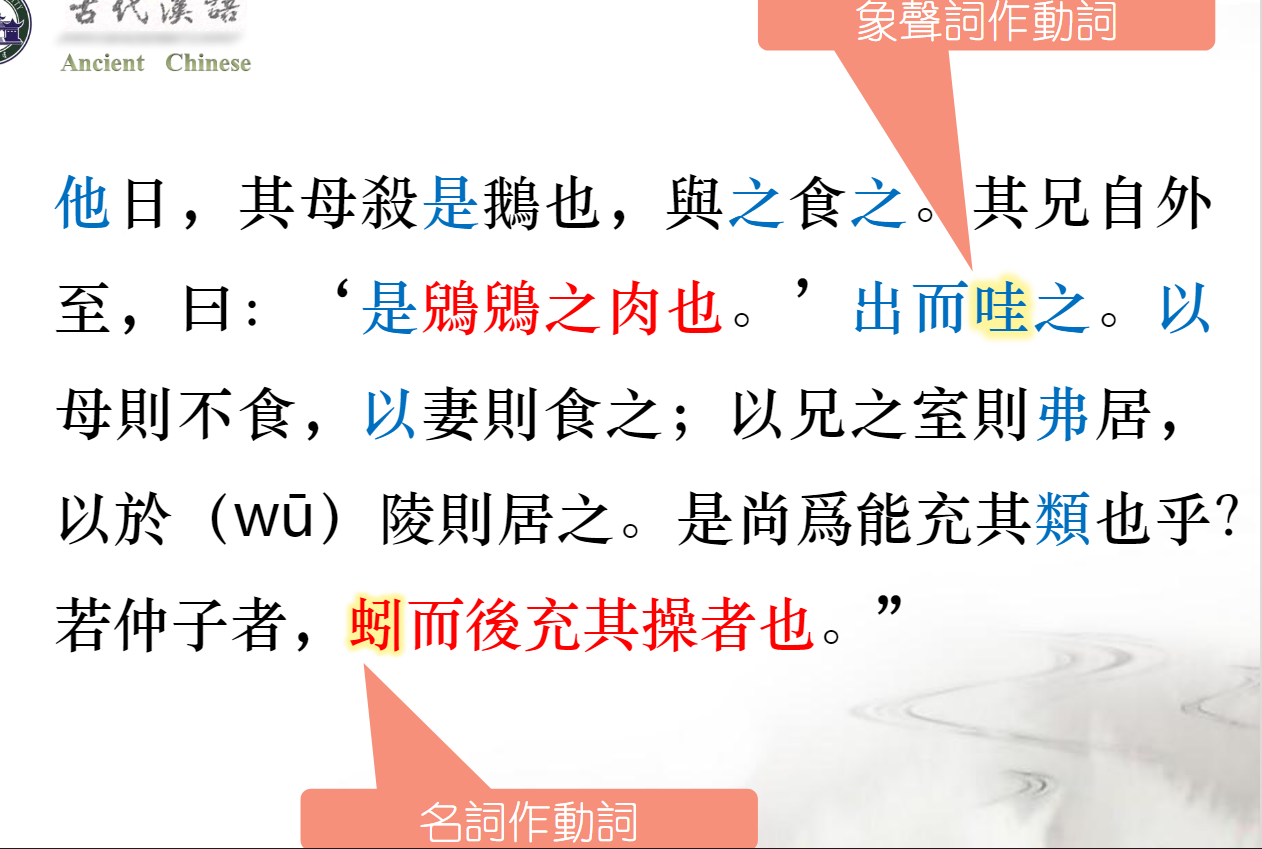 古代漢語
Ancient Chinese
象聲詞作動詞
他日，其母殺是鵝也，與之食之。其兄自外
至，曰：‘是鶂鶂之肉也。’出而哇之。以
母則不食，以妻則食之；以兄之室則弗居，
以於（wū）陵則居之。是尚爲能充其類也乎？
若仲子者，蚓而後充其操者也。”
名詞作動詞